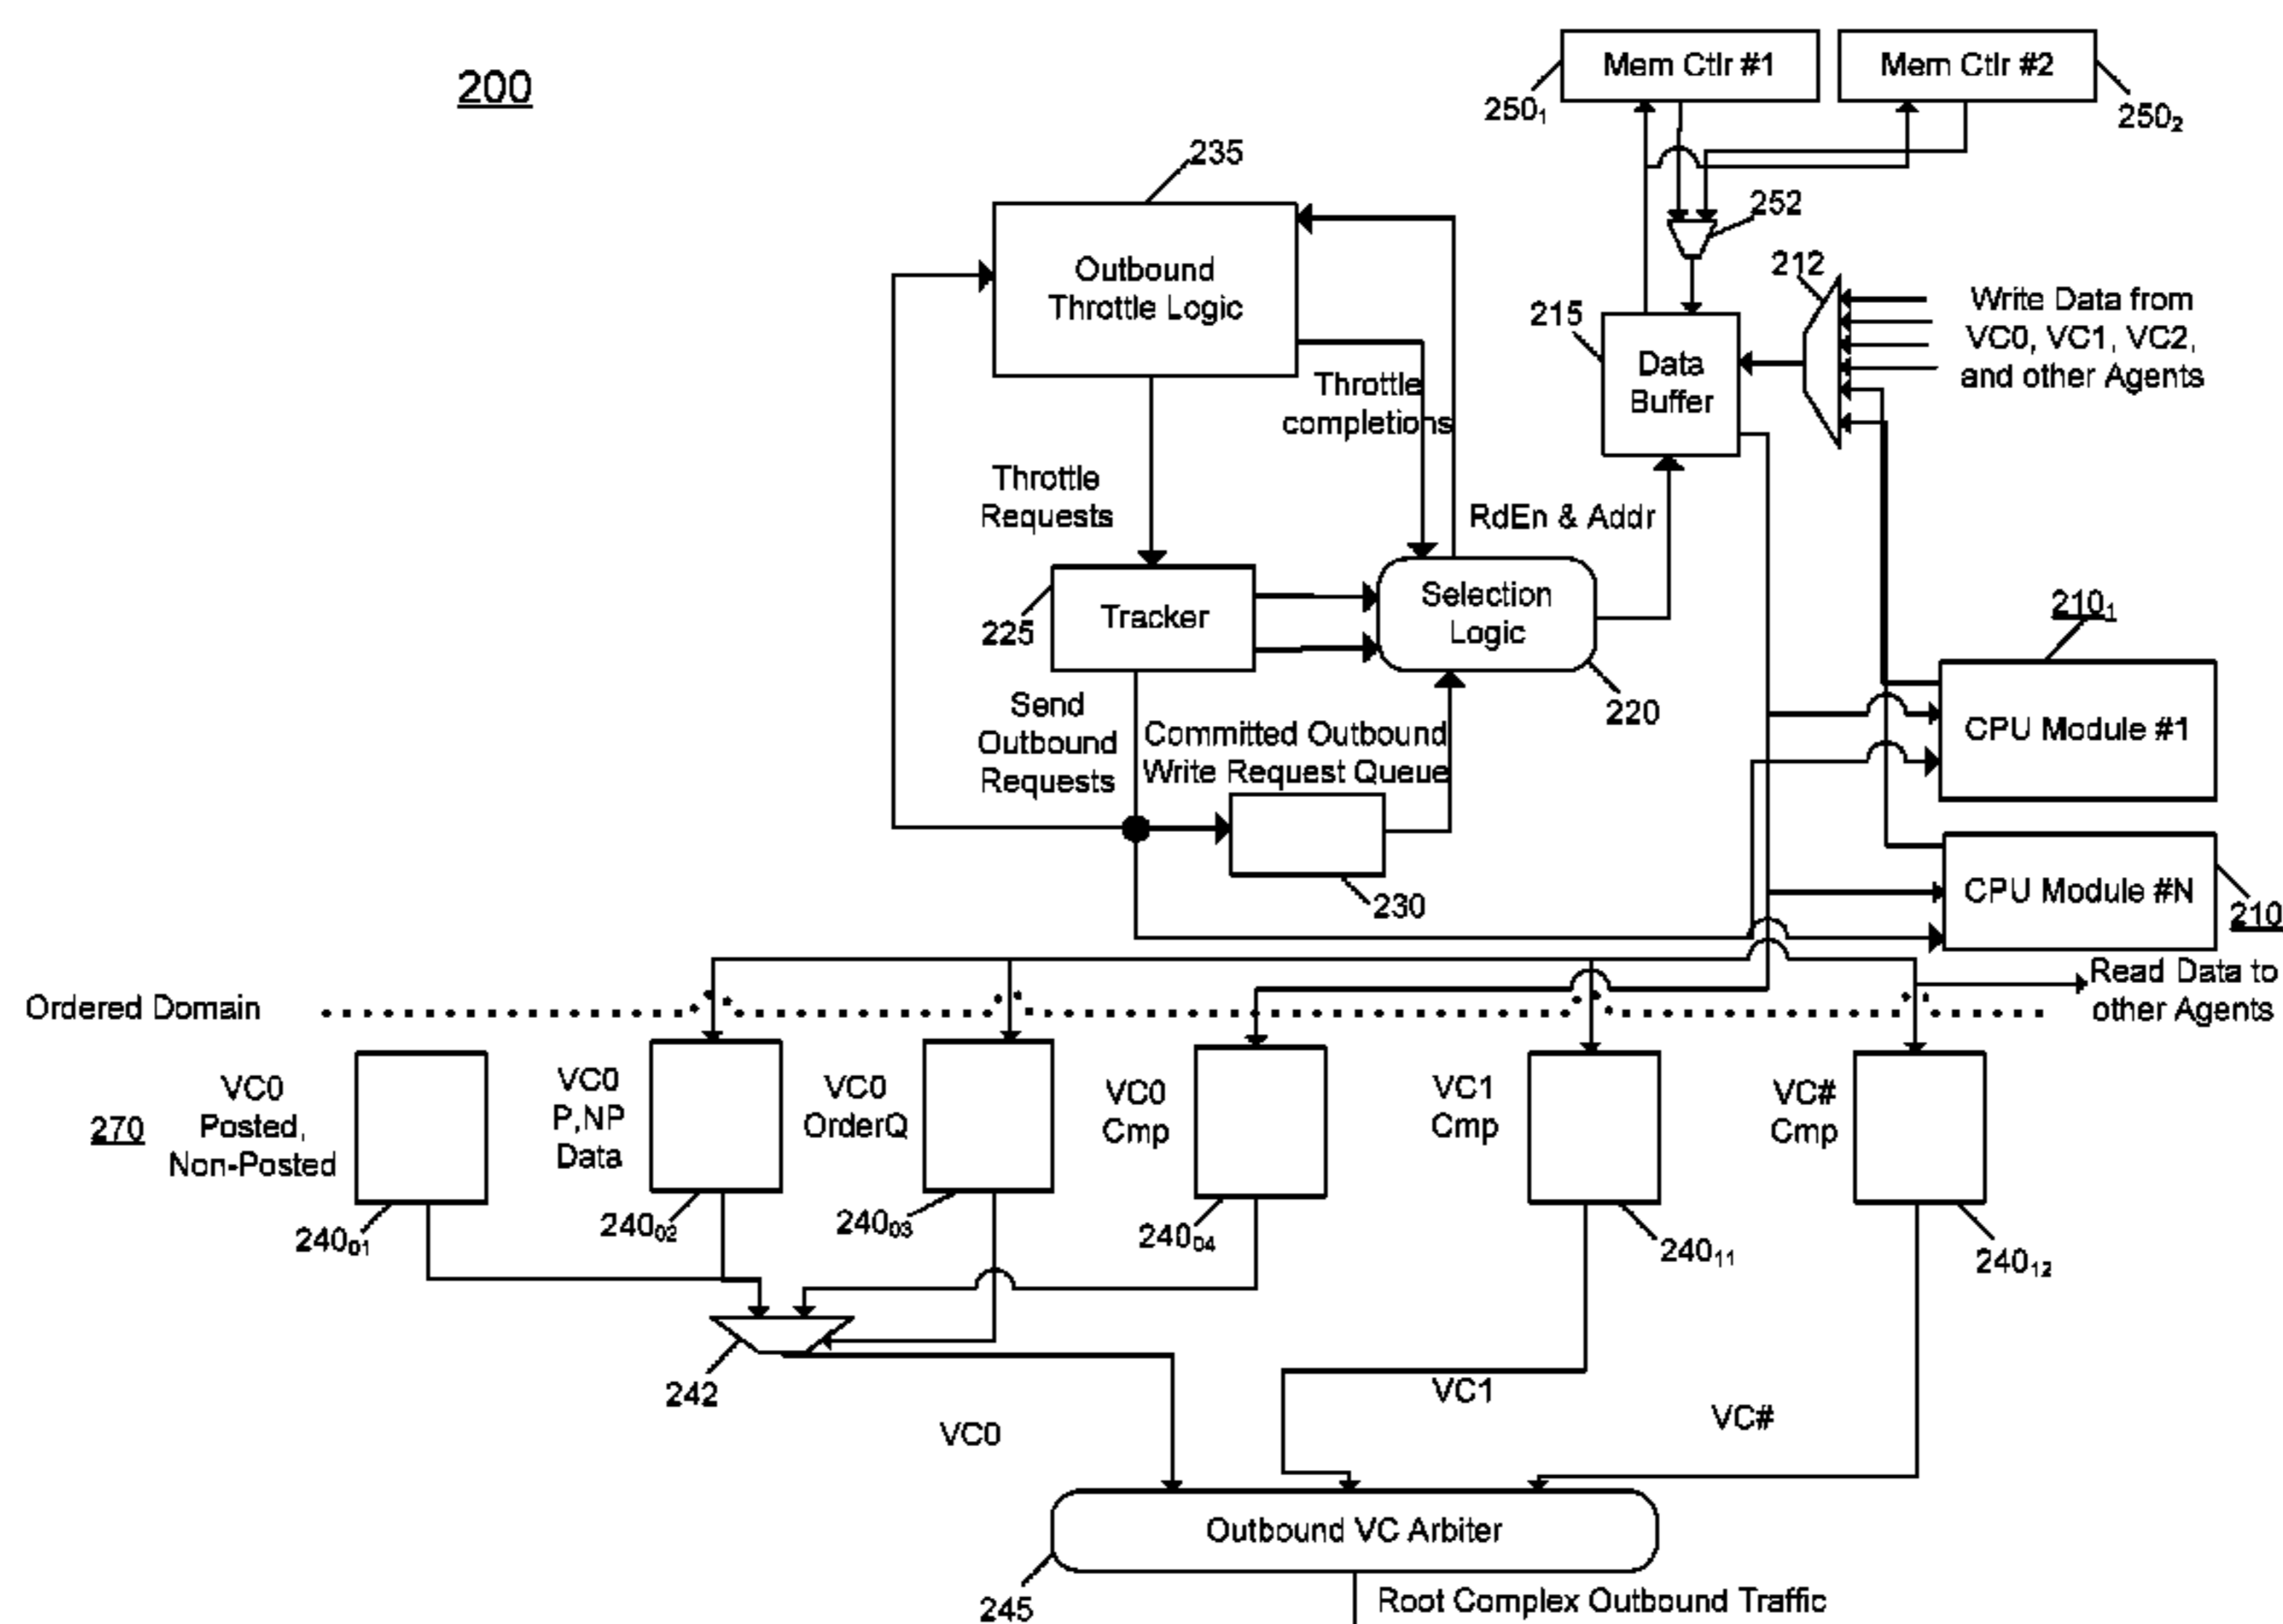 200
Mem Ctlr #1
Mem Ctlr #2
250₁
250₂
235
252
Outbound
Throttle Logic
212
Write Data from
VC0, VC1, VC2,
and other Agents
215
Data
Buffer
Throttle
completions
Throttle
Requests
RdEn & Addr
Tracker
225
Selection
Logic
220
210₁
CPU Module #1
Send
Outbound
Requests
Committed Outbound
Write Request Queue
230
CPU Module #N
210
Read Data to
other Agents
Ordered Domain
270
VC0
Posted,
Non-Posted
VC0
P,NP
Data
VC0
OrderQ
VC0
Cmp
VC1
Cmp
VC#
Cmp
240₀₁
240₀₂
240₀₃
240₀₄
240₁₁
240₁₂
242
VC0
VC1
VC#
Outbound VC Arbiter
245
Root Complex Outbound Traffic